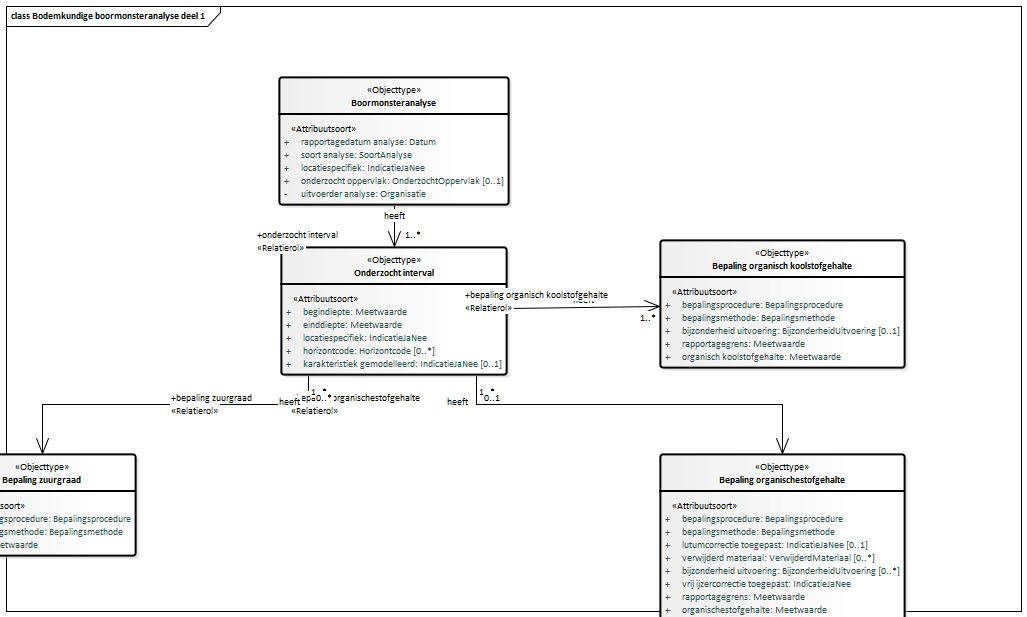 class Bodemkundige boormonsteranalyse deel 1
«Objecttype»
Boormonsteranalyse
«Attribuutsoort»
+ rapportagedatum analyse: Datum
+ soort analyse: SoortAnalyse
+ locatiespecifiek: IndicatieJaNee
+ onderzocht oppervlak: OnderzochtOppervlak [0..1]
- uitvoerder analyse: Organisatie
heeft
+onderzocht interval
1..*
«Relatierol»
«Objecttype»
Onderzocht interval
«Attribuutsoort»
+ begindiepte: Meetwaarde
+ einddiepte: Meetwaarde
+ locatiespecifiek: IndicatieJaNee
+ horizontcode: Horizontcode [0..*]
+ karakteristiek gemodelleerd: IndicatieJaNee [0..1]
+bepaling organisch koolstofgehalte
«Relatierol»
1..*
«Objecttype»
Bepaling organisch koolstofgehalte
«Attribuutsoort»
+ bepalingsprocedure: Bepalingsprocedure
+ bepalingsmethode: Bepalingsmethode
+ bijzonderheid uitvoering: BijzonderheidUitvoering [0..1]
+ rapportagegrens: Meetwaarde
+ organisch koolstofgehalte: Meetwaarde
+bepaling zuurgraad
«Relatierol»
heeft
0..*
organischestofgehalte
«Relatierol»
heeft
0..1
«Objecttype»
Bepaling zuurgraad
soort»
gsprocedure: Bepalingsprocedure
gsmethode: Bepalingsmethode
etwaarde
«Objecttype»
Bepaling organischestofgehalte
«Attribuutsoort»
+ bepalingsprocedure: Bepalingsprocedure
+ bepalingsmethode: Bepalingsmethode
+ lutumcorrectie toegepast: IndicatieJaNee [0..1]
+ verwijderd materiaal: VerwijderdMateriaal [0..*]
+ bijzonderheid uitvoering: BijzonderheidUitvoering [0..*]
+ vrij ijzercorrectie toegepast: IndicatieJaNee
+ rapportagegrens: Meetwaarde
+ organischestofgehalte: Meetwaarde